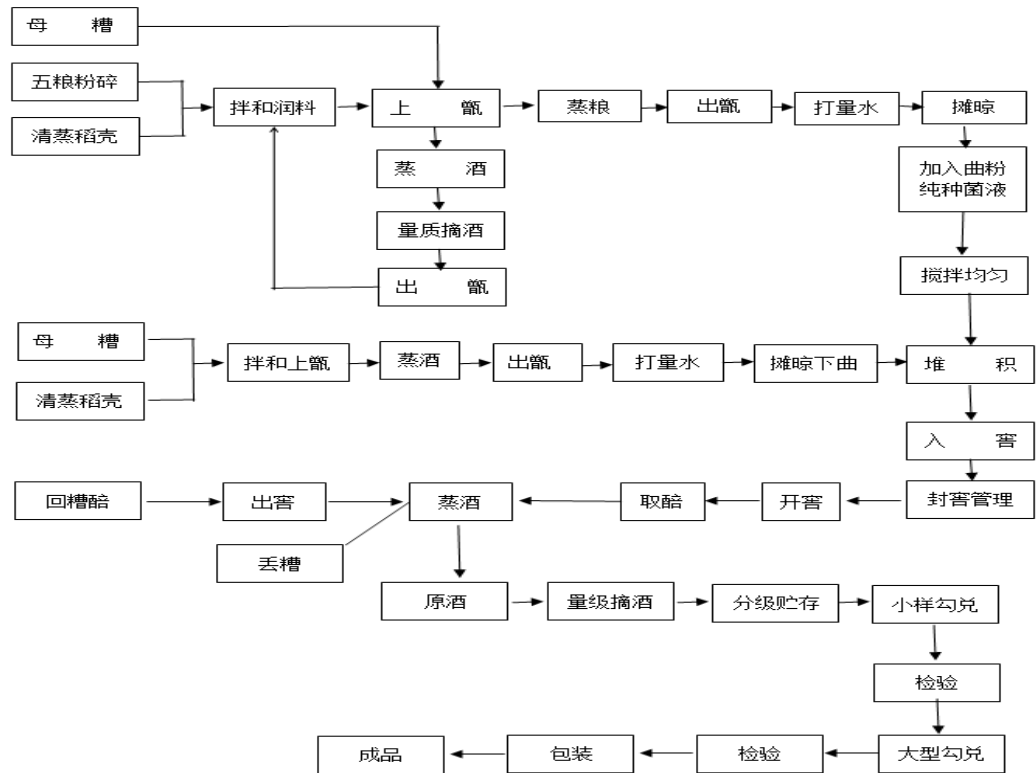 母 糟
五粮粉碎
清蒸稻壳
拌和润料
上 甑
蒸粮
出甑
打量水
摊晾
蒸 酒
量质摘酒
出 甑
加入曲粉
纯种菌液
搅拌均匀
母 糟
清蒸稻壳
拌和上甑
蒸酒
出甑
打量水
摊晾下曲
堆 积
入 窖
回糟醅
出窖
蒸酒
取醅
开窖
封窖管理
丢糟
原酒
量级摘酒
分级贮存
小样勾兑
检验
成品
包装
检验
大型勾兑